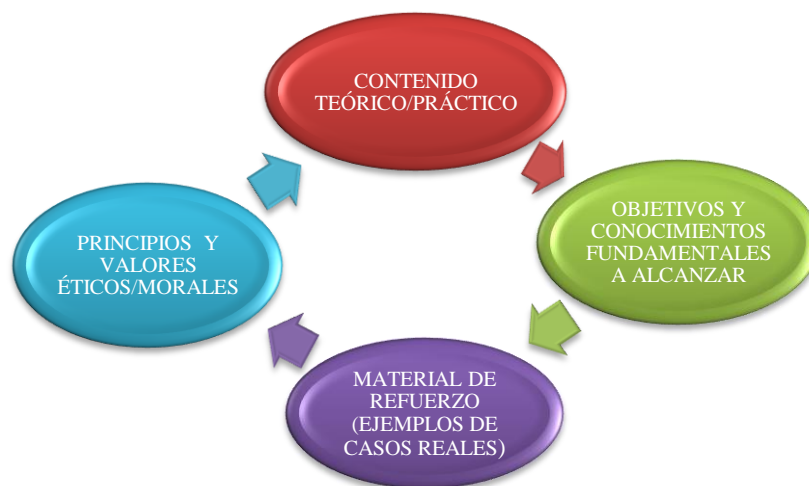 CONTENIDO
TEÓRICO/PRÁCTICO
OBJETIVOS Y
CONOCIMIENTOS
FUNDAMENTALES
A ALCANZAR
MATERIAL DE
REFUERZO
(EJEMPLOS DE
CASOS REALES)
PRINCIPIOS Y
VALORES
ÉTICOS/MORALES